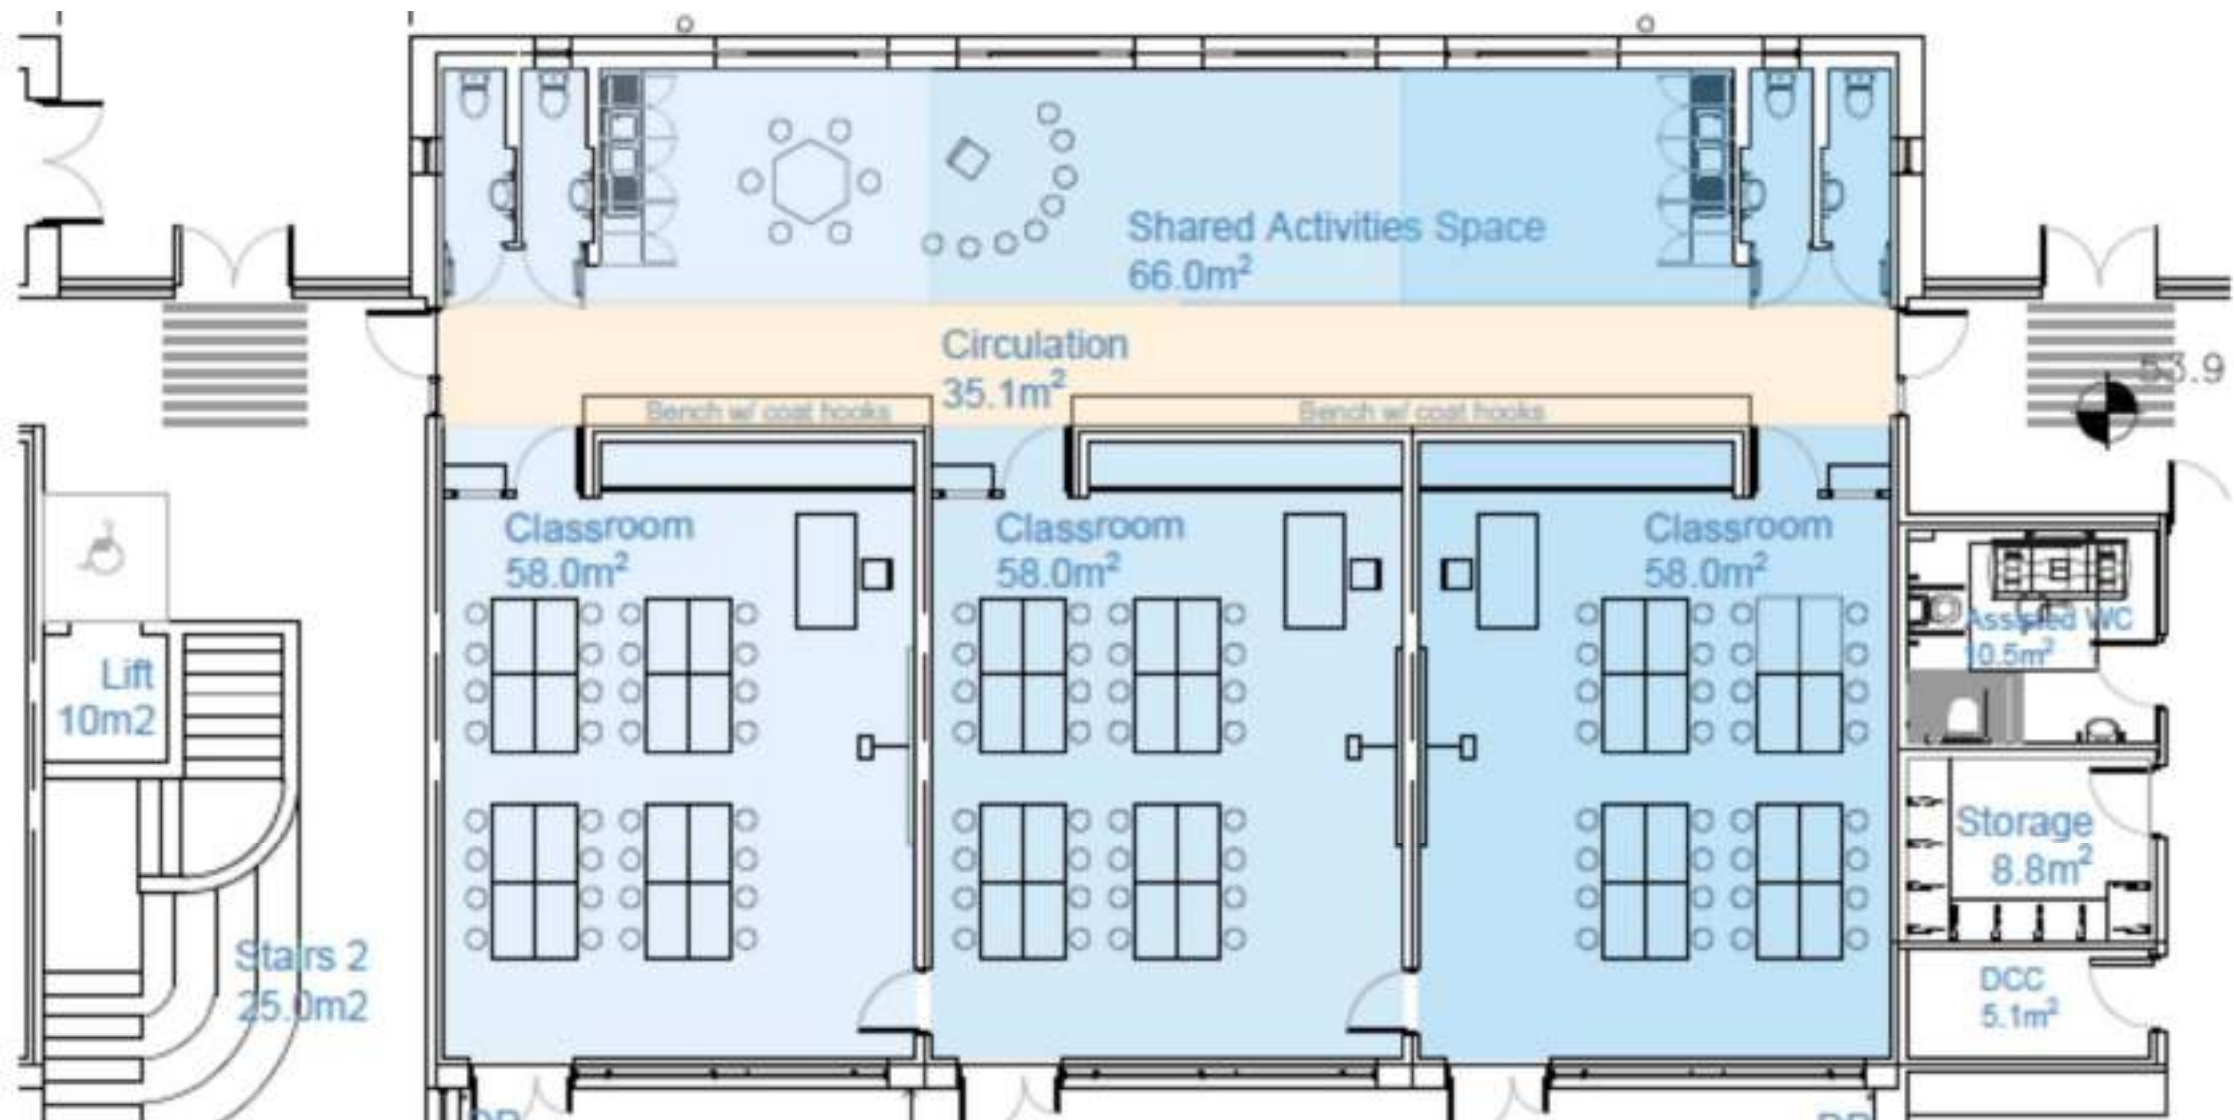 Shared Activities Space
66.0m²
Circulation
35.1m²
Bench w/ coat hooks
Bench w/ coat hooks
53.9
Classroom
58.0m²
Classroom
58.0m²
Classroom
58.0m²
Assisted WC
10.5m²
Lift
10m2
Storage
8.8m²
Stairs 2
25.0m2
DCC
5.1m²